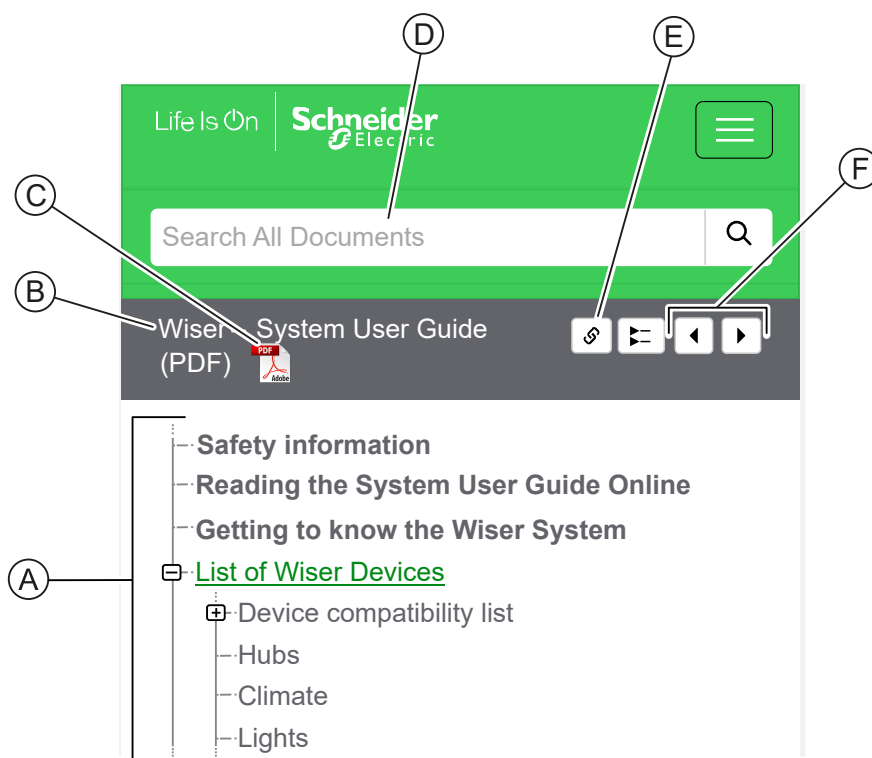 D
E
Life Is On
Schneider
Electric
F
C
Search All Documents
B
Wiser - System User Guide
(PDF)
PDF
Adobe
Safety information
Reading the System User Guide Online
Getting to know the Wiser System
A
List of Wiser Devices
Device compatibility list
Hubs
Climate
Lights